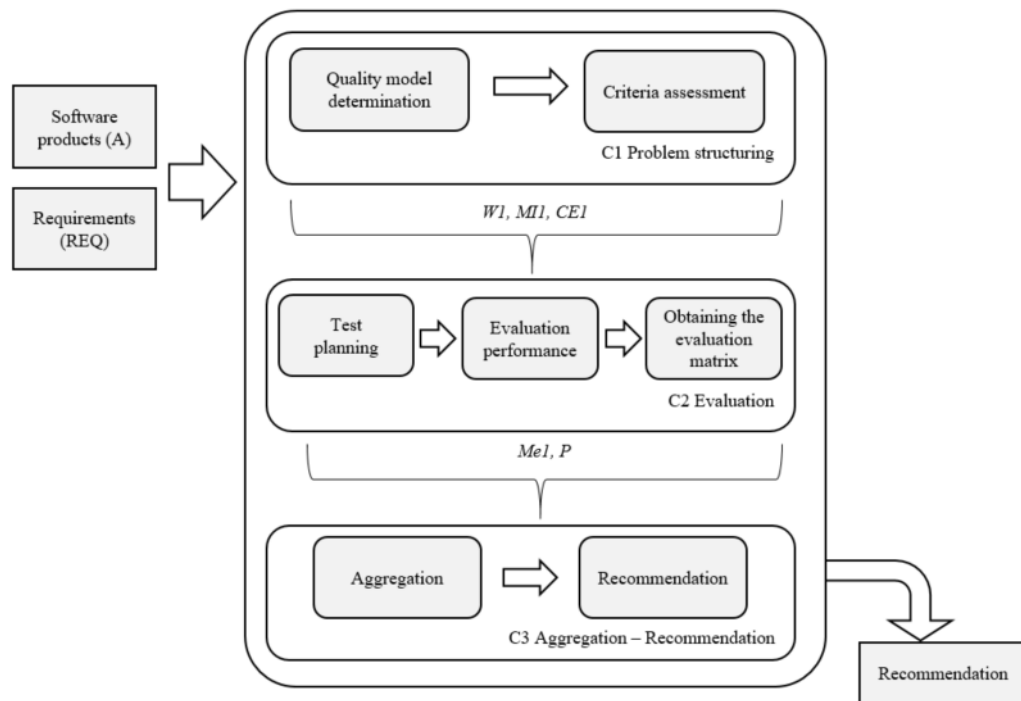 Software
products (A)
Requirements
(REQ)
Quality model
determination
Criteria assessment
C1 Problem structuring
W1, MI1, CE1
Test
planning
Evaluation
performance
Obtaining the
evaluation
matrix
C2 Evaluation
Me1, P
Aggregation
Recommendation
C3 Aggregation – Recommendation
Recommendation